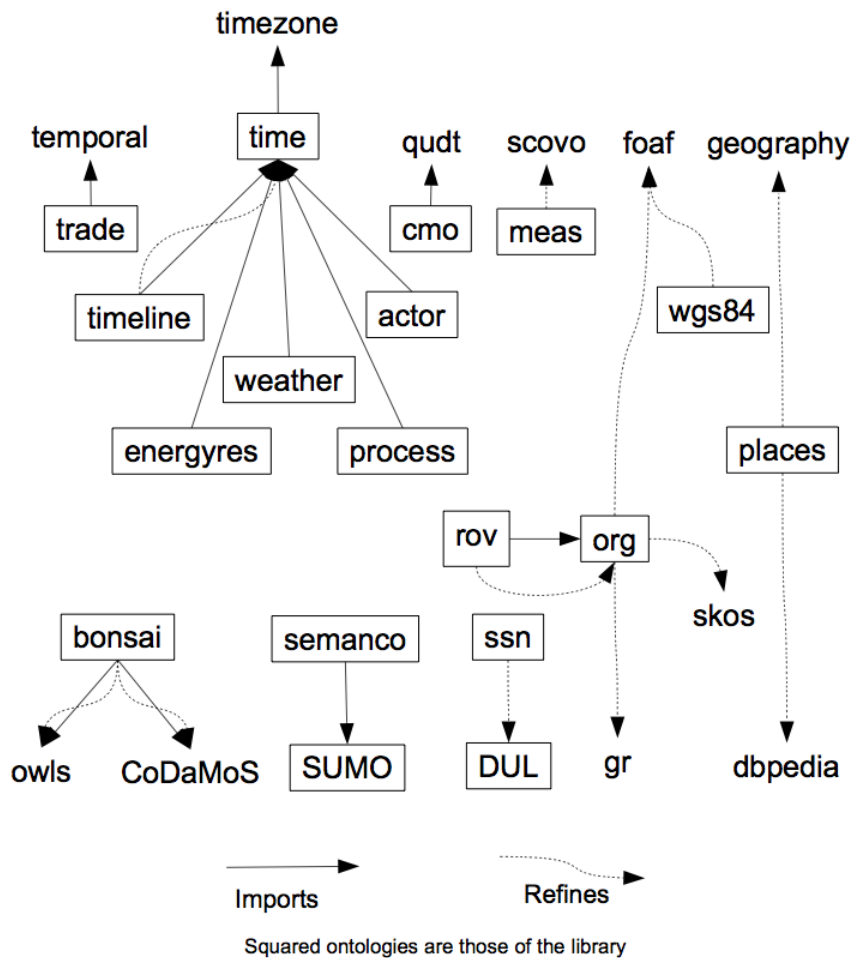 timezone
temporal
time
qudt
scovo
foaf
geography
trade
cmo
meas
timeline
actor
wgs84
weather
energyres
process
places
rov
org
skos
bonsai
semanco
ssn
owls
CoDaMoS
SUMO
DUL
gr
dbpedia
Imports
Refines
Squared ontologies are those of the library